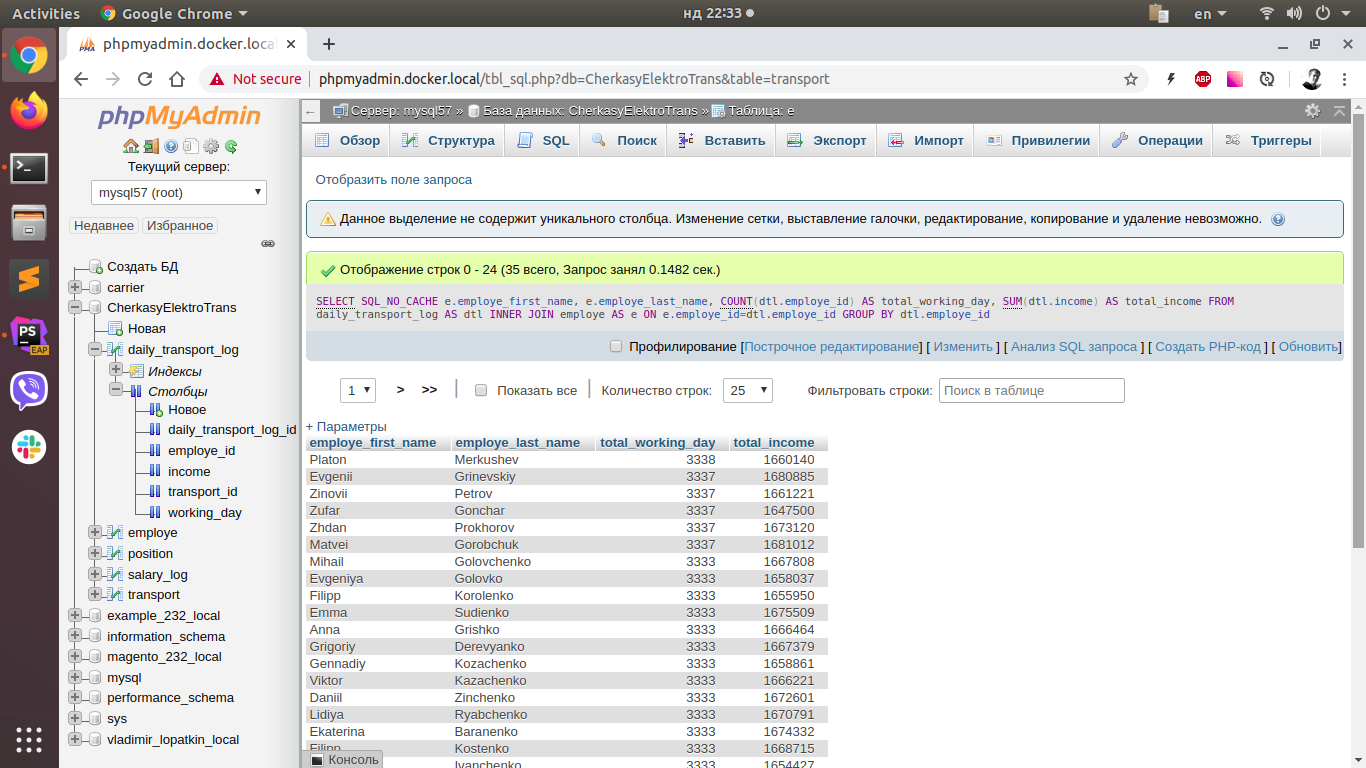 Activities Google Chrome нд 22:33 en
phpmyadmin.docker.loca
Not secure phpmyadmin.docker.local/tbl_sql.php?db=CherkasyElektroTrans&table=transport ABP
phpMyAdmin
Текущий сервер:
mysql57 (root)
Недавнее Избранное
Создать БД
carrier
CherkasyElektroTrans
Новая
daily_transport_log
Индексы
Столбцы
Новое
daily_transport_log_id
employe_id
income
transport_id
working_day
employe
position
salary_log
transport
example_232_local
information_schema
magento_232_local
mysql
performance_schema
sys
vladimir_lopatkin_local
PS
EAP
← Сервер: mysql57 » База данных: CherkasyElektroTrans » Таблица: e
Обзор Структура SQL Поиск Вставить Экспорт Импорт Привилегии Операции Триггеры
Отобразить поле запроса
Данное выделение не содержит уникального столбца. Изменение сетки, выставление галочки, редактирование, копирование и удаление невозможно.
Отображение строк 0 - 24 (35 всего, Запрос занял 0.1482 сек.)
SELECT SQL_NO_CACHE e.employe_first_name, e.employe_last_name, COUNT(dtl.employe_id) AS total_working_day, SUM(dtl.income) AS total_income FROM
daily_transport_log AS dtl INNER JOIN employe AS e ON e.employe_id=dtl.employe_id GROUP BY dtl.employe_id
Профилирование [Построчное редактирование] [ Изменить ] [ Анализ SQL запроса ] [ Создать PHP-код ] [ Обновить]
1 > >> | Показать все | Количество строк: 25 Фильтровать строки: Поиск в таблице
+ Параметры
employe_first_name employe_last_name total_working_day total_income
Platon Merkushev 3338 1660140
Evgenii Grinevskiy 3337 1680885
Zinovii Petrov 3337 1661221
Zufar Gonchar 3337 1647500
Zhdan Prokhorov 3337 1673120
Matvei Gorobchuk 3337 1681012
Mihail Golovchenko 3333 1667808
Evgeniya Golovko 3333 1658037
Filipp Korolenko 3333 1655950
Emma Sudienko 3333 1675509
Anna Grishko 3333 1666464
Grigoriy Derevyanko 3333 1667379
Gennadiy Kozachenko 3333 1658861
Viktor Kazachenko 3333 1666221
Daniil Zinchenko 3333 1672601
Lidiya Ryabchenko 3333 1670791
Ekaterina Baranenko 3333 1674332
Filipp Kostenko 3333 1668715
Ivanchenko 3333 1654427
Консоль